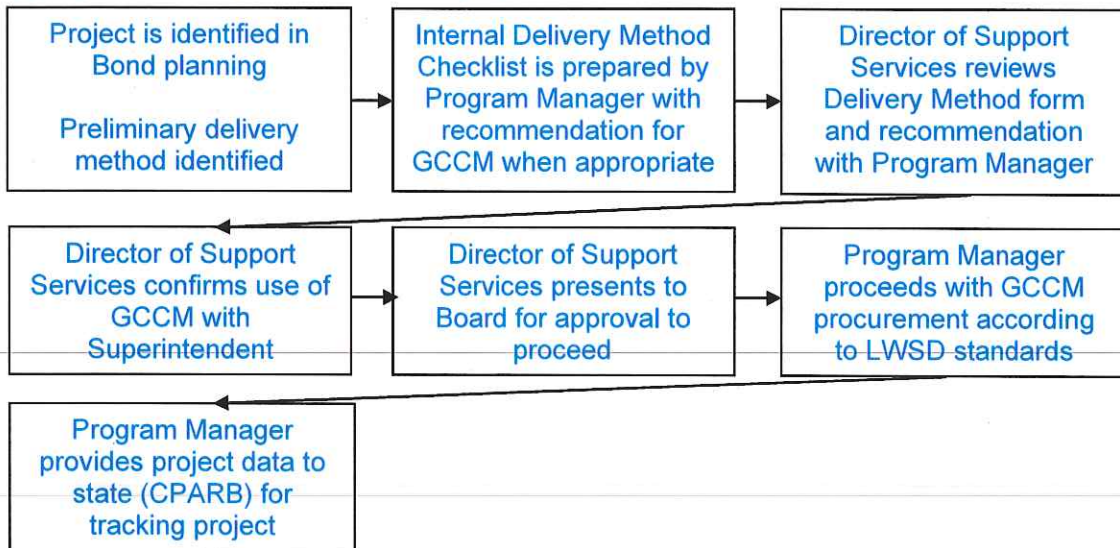 Project is identified in
Bond planning
Preliminary delivery
method identified
Internal Delivery Method
Checklist is prepared by
Program Manager with
recommendation for
GCCM when appropriate
Director of Support
Services reviews
Delivery Method form
and recommendation
with Program Manager
Director of Support
Services confirms use of
GCCM with
Superintendent
Director of Support
Services presents to
Board for approval to
proceed
Program Manager
proceeds with GCCM
procurement according
to LWSD standards
Program Manager
provides project data to
state (CPARB) for
tracking project